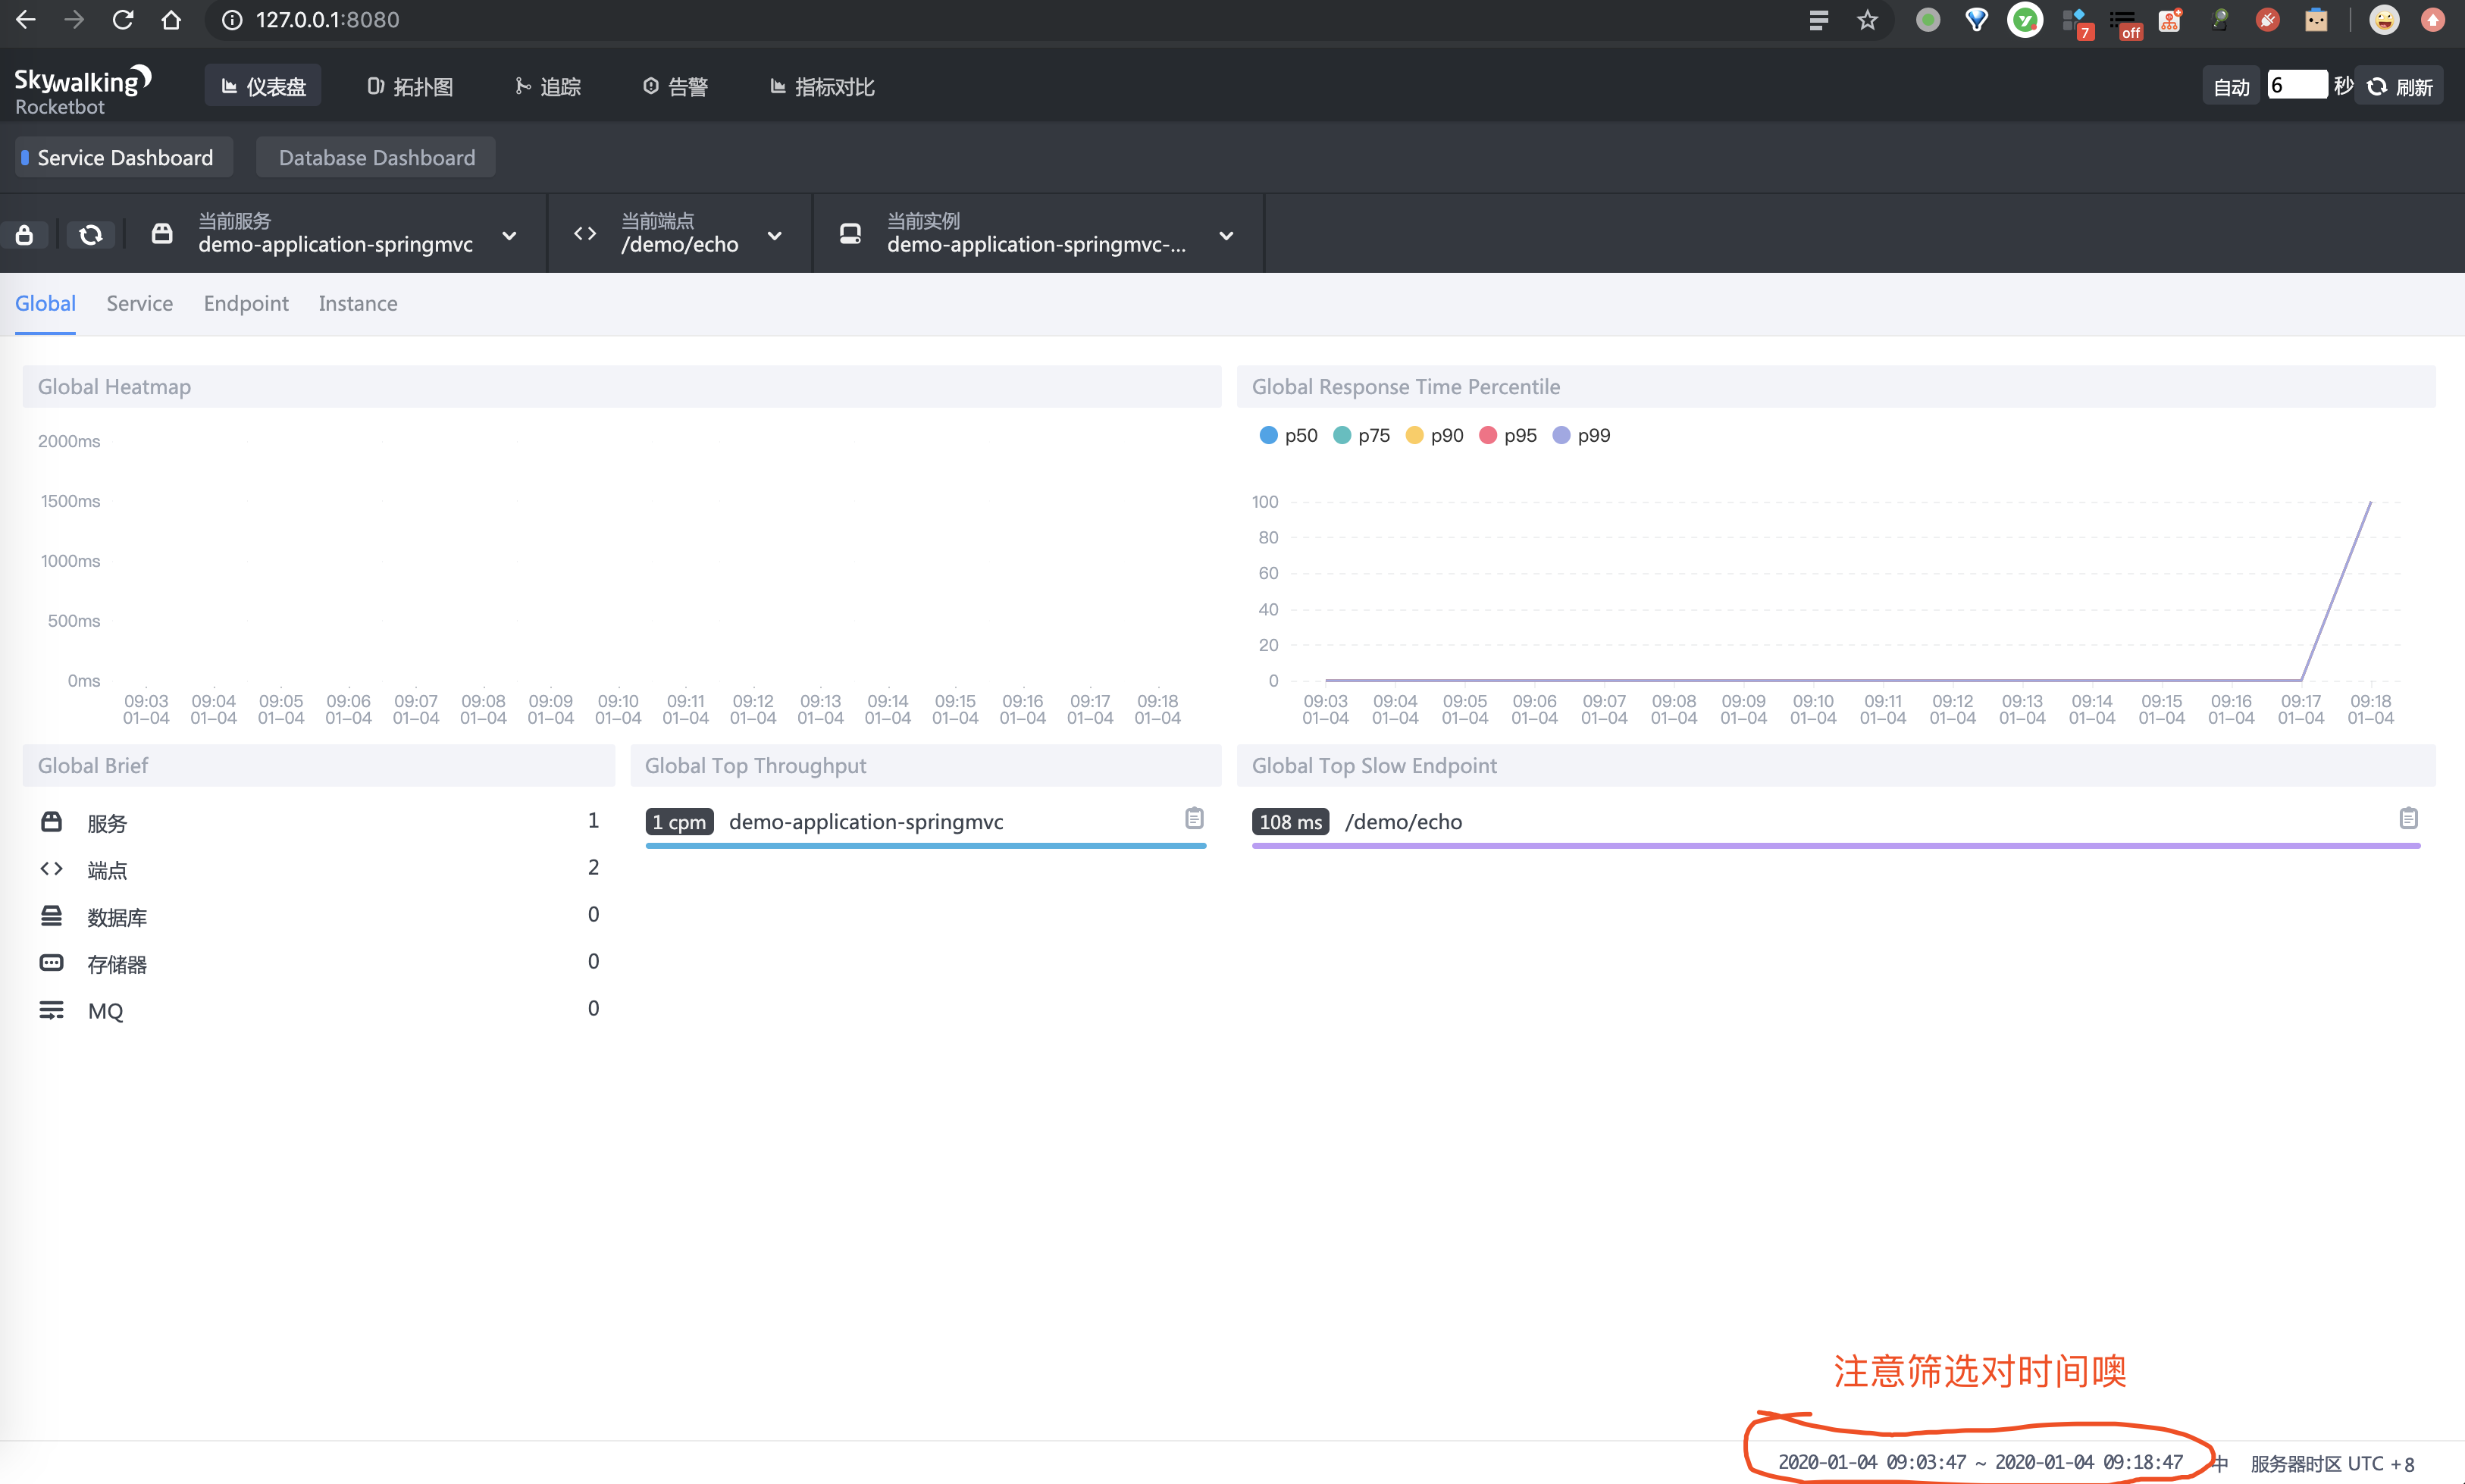 127.0.0.1:8080
7
off
Skywalking
Rocketbot
仪表盘
拓扑图
追踪
告警
指标对比
自动 6 秒 刷新
Service Dashboard
Database Dashboard
当前服务
demo-application-springmvc
当前端点
/demo/echo
当前实例
demo-application-springmvc-...
Global Service Endpoint Instance
Global Heatmap
2000ms
1500ms
1000ms
500ms
0ms
09:03 09:04 09:05 09:06 09:07 09:08 09:09 09:10 09:11 09:12 09:13 09:14 09:15 09:16 09:17 09:18
01-04 01-04 01-04 01-04 01-04 01-04 01-04 01-04 01-04 01-04 01-04 01-04 01-04 01-04 01-04 01-04
Global Response Time Percentile
p50 p75 p90 p95 p99
100
80
60
40
20
0
09:03 09:04 09:05 09:06 09:07 09:08 09:09 09:10 09:11 09:12 09:13 09:14 09:15 09:16 09:17 09:18
01-04 01-04 01-04 01-04 01-04 01-04 01-04 01-04 01-04 01-04 01-04 01-04 01-04 01-04 01-04 01-04
Global Brief
服务 1
端点 2
数据库 0
存储器 0
MQ 0
Global Top Throughput
1 cpm demo-application-springmvc
Global Top Slow Endpoint
108 ms /demo/echo
注意筛选对时间噢
2020-01-04 09:03:47 ~ 2020-01-04 09:18:47 中 服务器时区 UTC +8